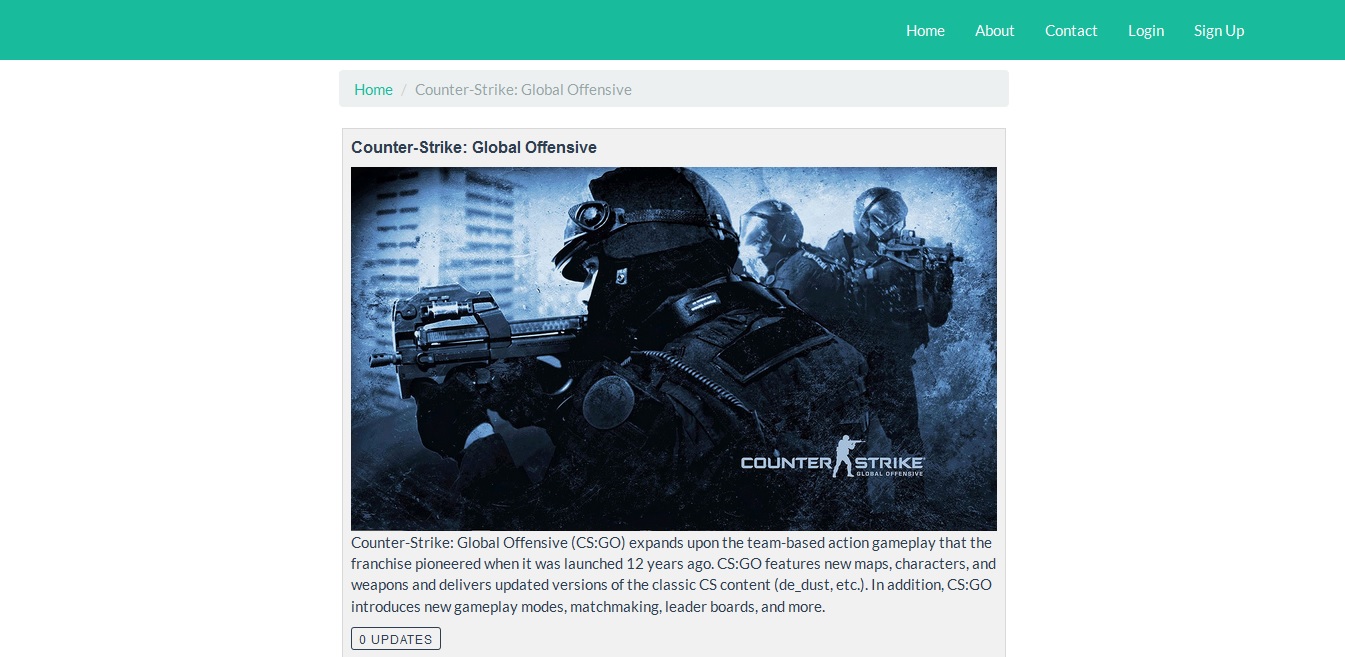 Home About Contact Login Sign Up
Home / Counter-Strike: Global Offensive
Counter-Strike: Global Offensive
COUNTER STRIKE
GLOBAL OFFENSIVE
Counter-Strike: Global Offensive (CS:GO) expands upon the team-based action gameplay that the
franchise pioneered when it was launched 12 years ago. CS:GO features new maps, characters, and
weapons and delivers updated versions of the classic CS content (de_dust, etc.). In addition, CS:GO
introduces new gameplay modes, matchmaking, leader boards, and more.
0 UPDATES